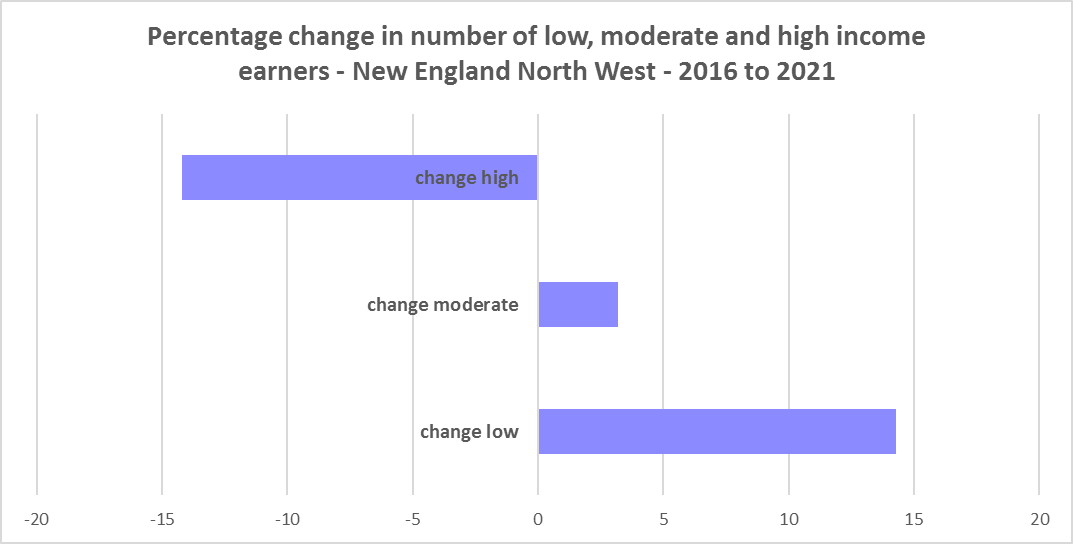 Percentage change in number of low, moderate and high income
earners - New England North West - 2016 to 2021
change high
change moderate
change low
-20 -15 -10 -5 0 5 10 15 20